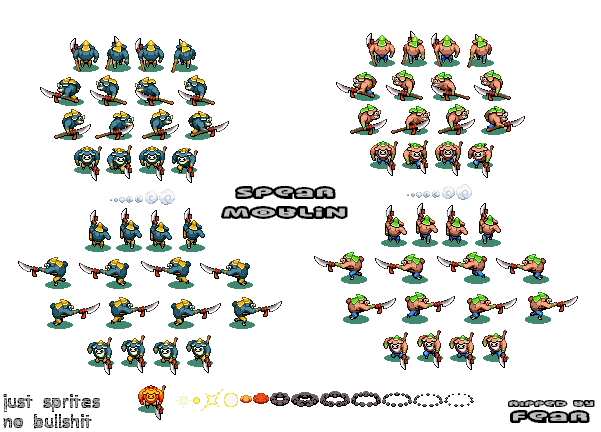 SPEAR
MOBLIN
just sprites
no bullshit
RIPPED BY
FEAR